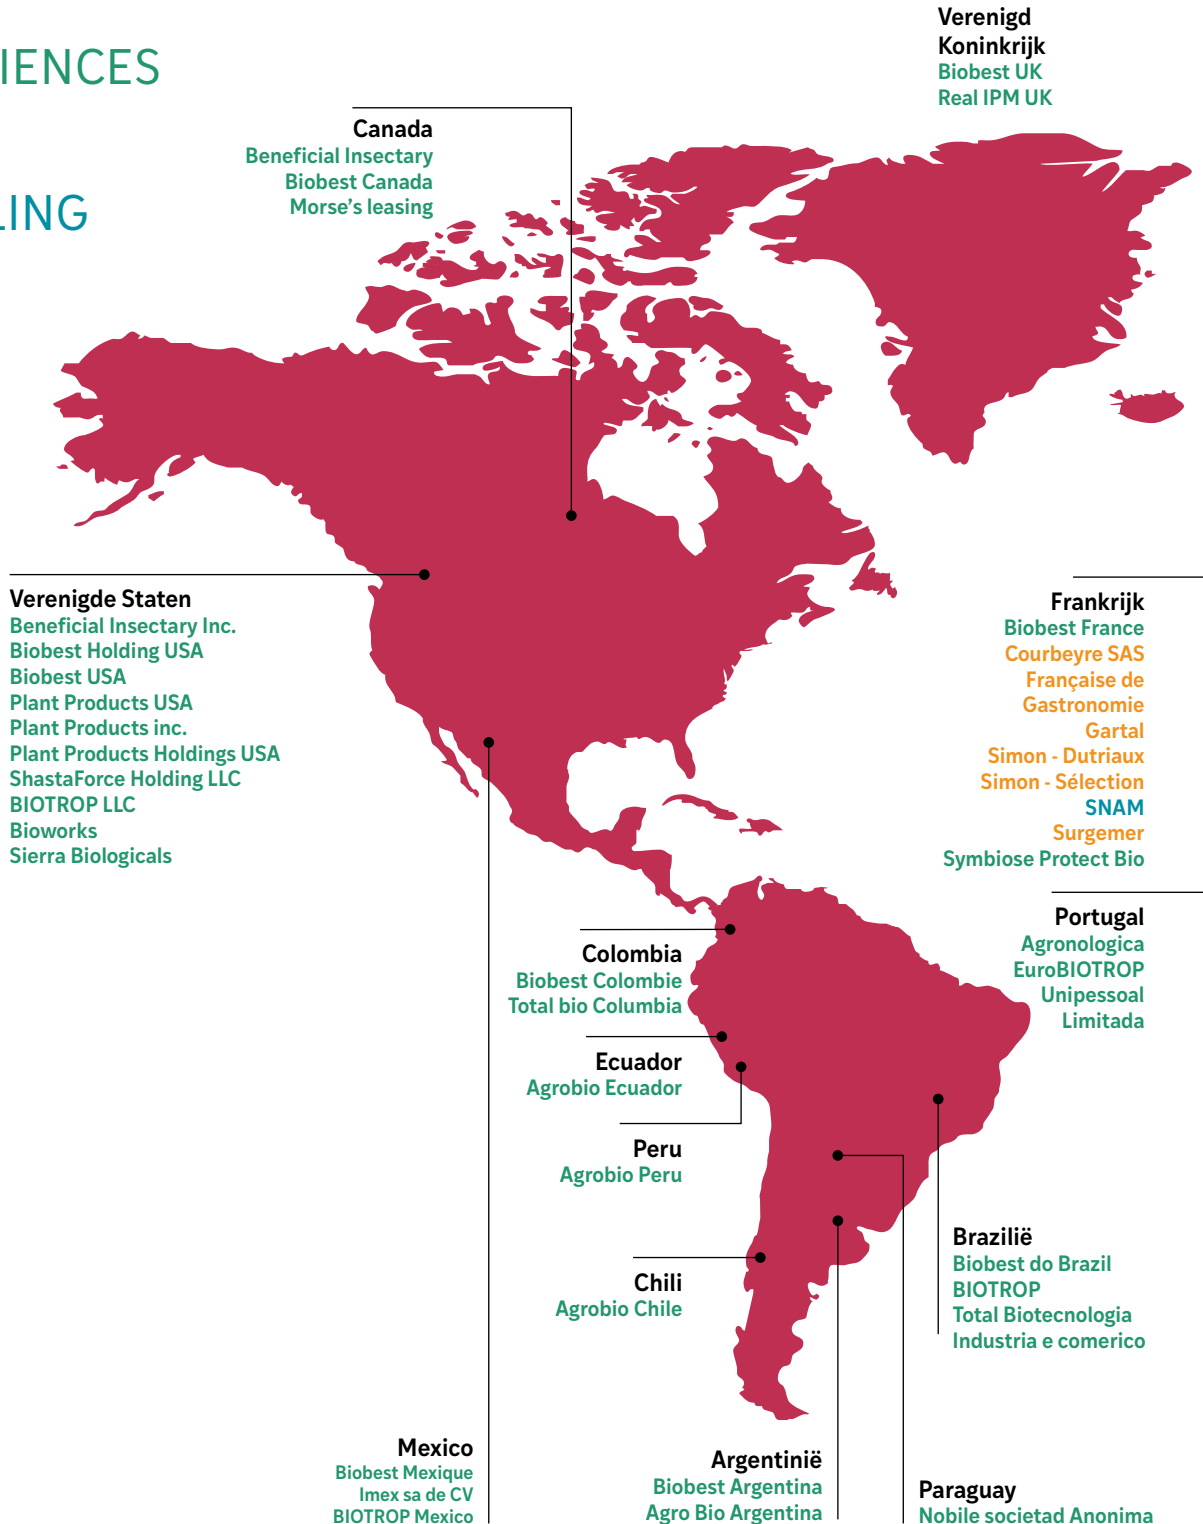 IENCES
LING
Verenigd
Koninkrijk
Biobest UK
Real IPM UK
Canada
Beneficial Insectary
Biobest Canada
Morse's leasing
Verenigde Staten
Beneficial Insectary Inc.
Biobest Holding USA
Biobest USA
Plant Products USA
Plant Products inc.
Plant Products Holdings USA
ShastaForce Holding LLC
BIOTROP LLC
Bioworks
Sierra Biologicals
Frankrijk
Biobest France
Courbeyre SAS
Française de
Gastronomie
Gartal
Simon - Dutriaux
Simon - Sélection
SNAM
Surgemer
Symbiose Protect Bio
Portugal
Agronologica
EuroBIOTROP
Unipessoal
Limitada
Colombia
Biobest Colombie
Total bio Columbia
Ecuador
Agrobio Ecuador
Peru
Agrobio Peru
Chili
Agrobio Chile
Brazilië
Biobest do Brazil
BIOTROP
Total Biotecnologia
Industria e comerico
Mexico
Biobest Mexique
Imex sa de CV
BIOTROP Mexico
Argentinië
Biobest Argentina
Agro Bio Argentina
Paraguay
Nobile societad Anonima